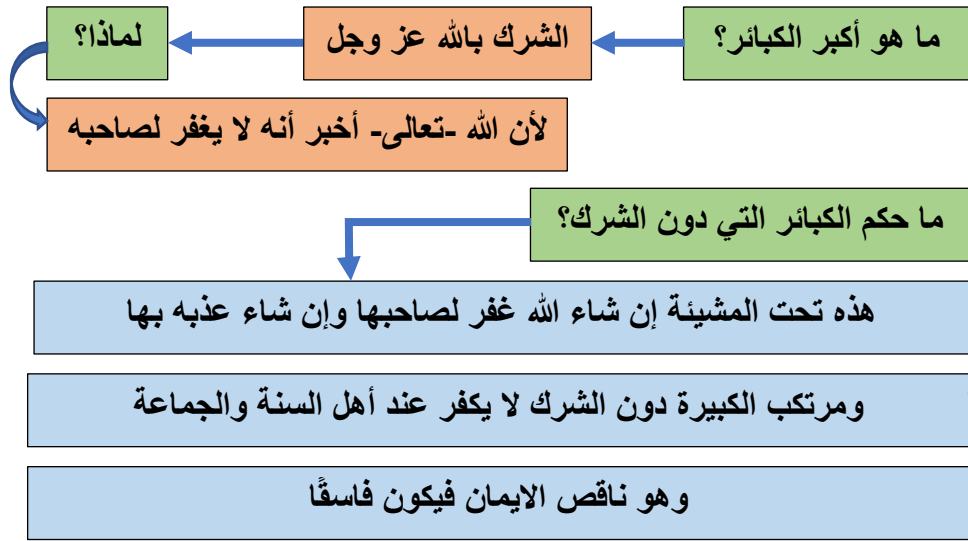 ما هو أكبر الكبائر؟
الشرك بالله عز وجل
لماذا؟
لأن الله -تعالى- أخبر أنه لا يغفر لصاحبه
ما حكم الكبائر التي دون الشرك؟
هذه تحت المشيئة إن شاء الله غفر لصاحبها وإن شاء عذبه بها
ومرتكب الكبيرة دون الشرك لا يكفر عند أهل السنة والجماعة
وهو ناقص الايمان فيكون فاسقًا